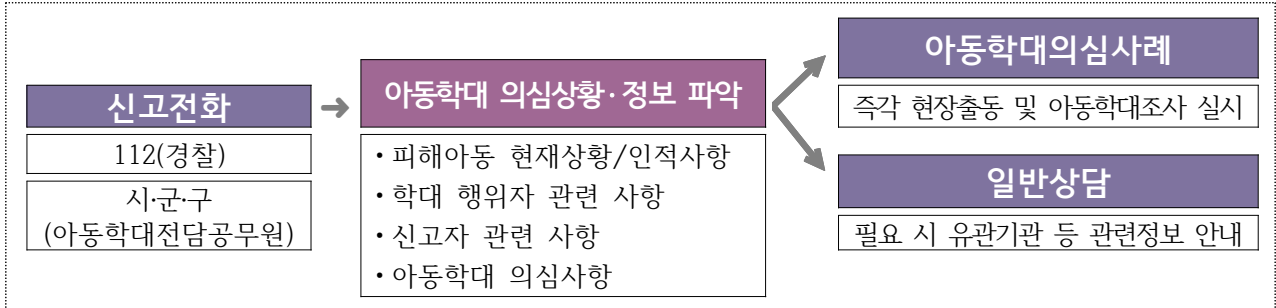 신고전화
112(경찰)
시·군·구
(아동학대전담공무원)
아동학대 의심상황·정보 파악
• 피해아동 현재상황/인적사항
• 학대 행위자 관련 사항
• 신고자 관련 사항
• 아동학대 의심사항
아동학대의심사례
즉각 현장출동 및 아동학대조사 실시
일반상담
필요 시 유관기관 등 관련정보 안내